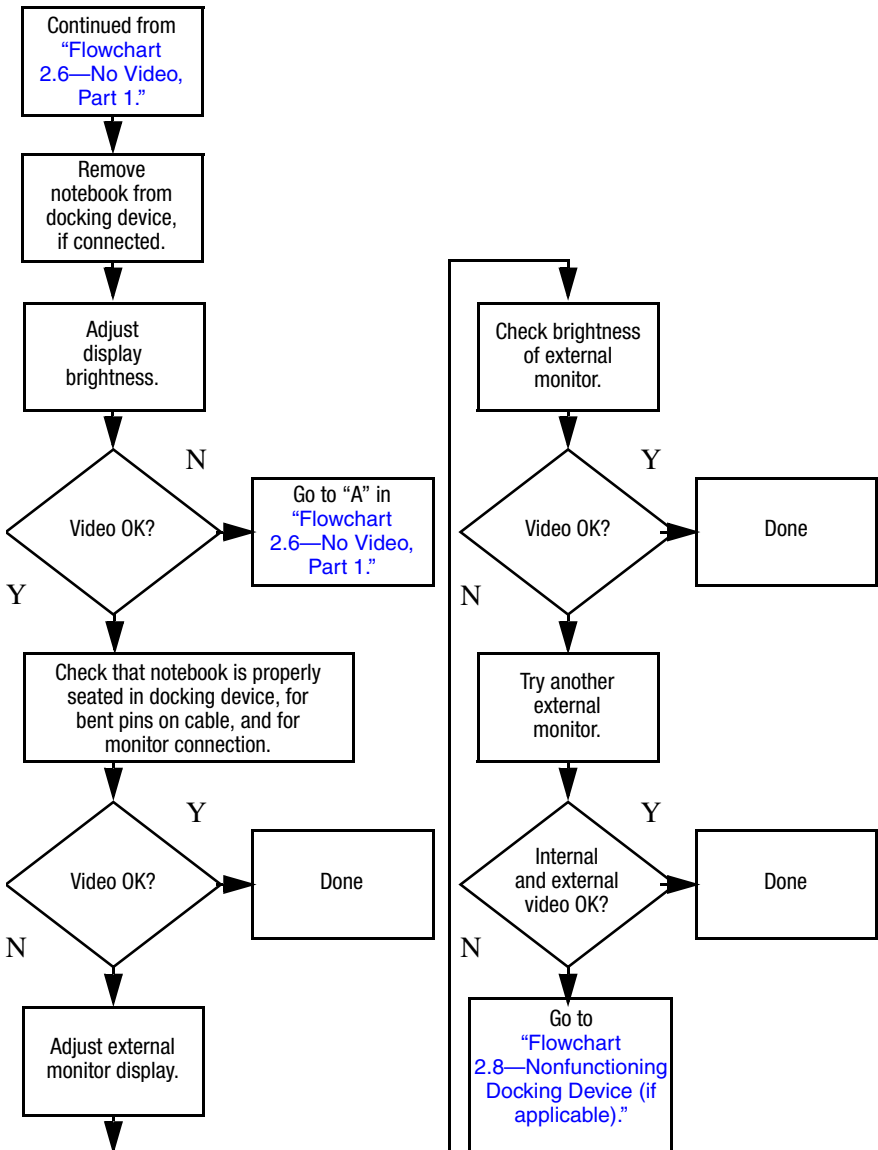 Continued from
“Flowchart
2.6—No Video,
Part 1.”
Remove
notebook from
docking device,
if connected.
Adjust
display
brightness.
N
Video OK?
Go to “A” in
“Flowchart
2.6—No Video,
Part 1.”
Y
Check that notebook is properly
seated in docking device, for
bent pins on cable, and for
monitor connection.
Y
Video OK?
Done
N
Adjust external
monitor display.
Check brightness
of external
monitor.
Y
Video OK?
Done
N
Try another
external
monitor.
Y
Internal
and external
video OK?
Done
N
Go to
“Flowchart
2.8—Nonfunctioning
Docking Device (if
applicable).”